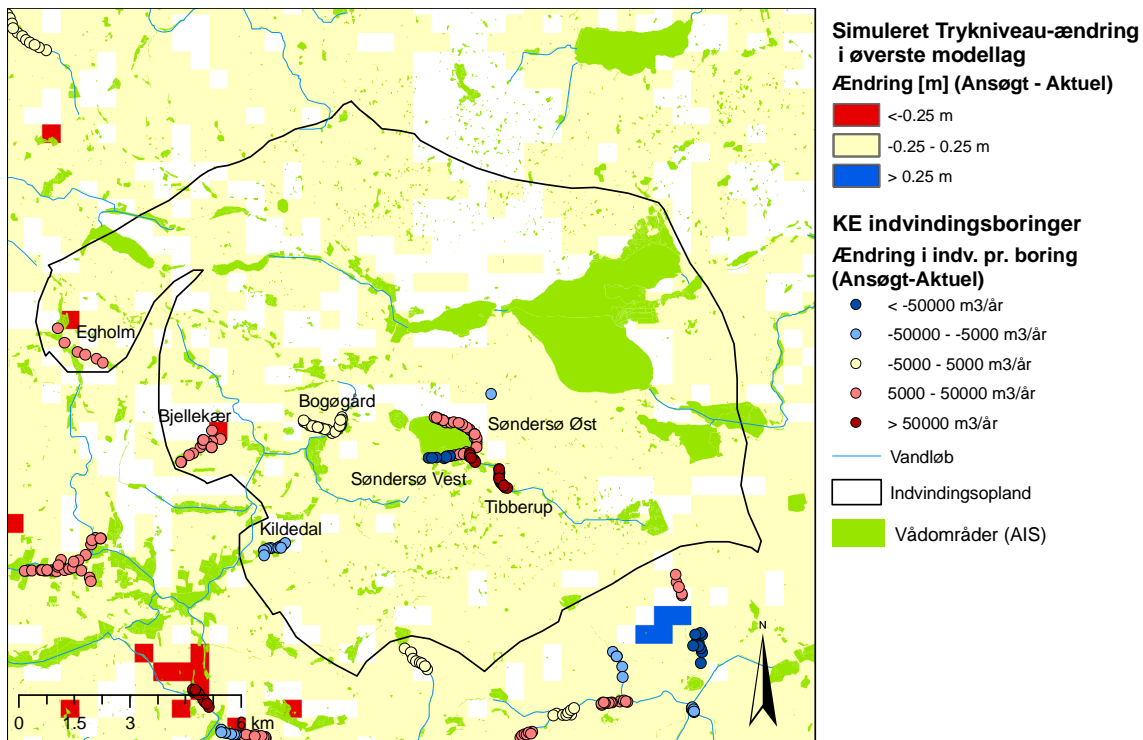 Simuleret Trykniveau-ændring
i øverste modellag
Ændring [m] (Ansøgt - Aktuel)
<-0.25 m
-0.25 - 0.25 m
> 0.25 m
KE indvindingsboringer
Ændring i indv. pr. boring
(Ansøgt-Aktuel)
< -50000 m3/år
-50000 - -5000 m3/år
-5000 - 5000 m3/år
5000 - 50000 m3/år
> 50000 m3/år
Vandløb
Indvindingsopland
Vådområder (AIS)
Egholm
Bjellekær
Bogøgård
Søndersø Øst
Søndersø Vest
Tibberup
Kildedal
N
0 1.5 3 6 km